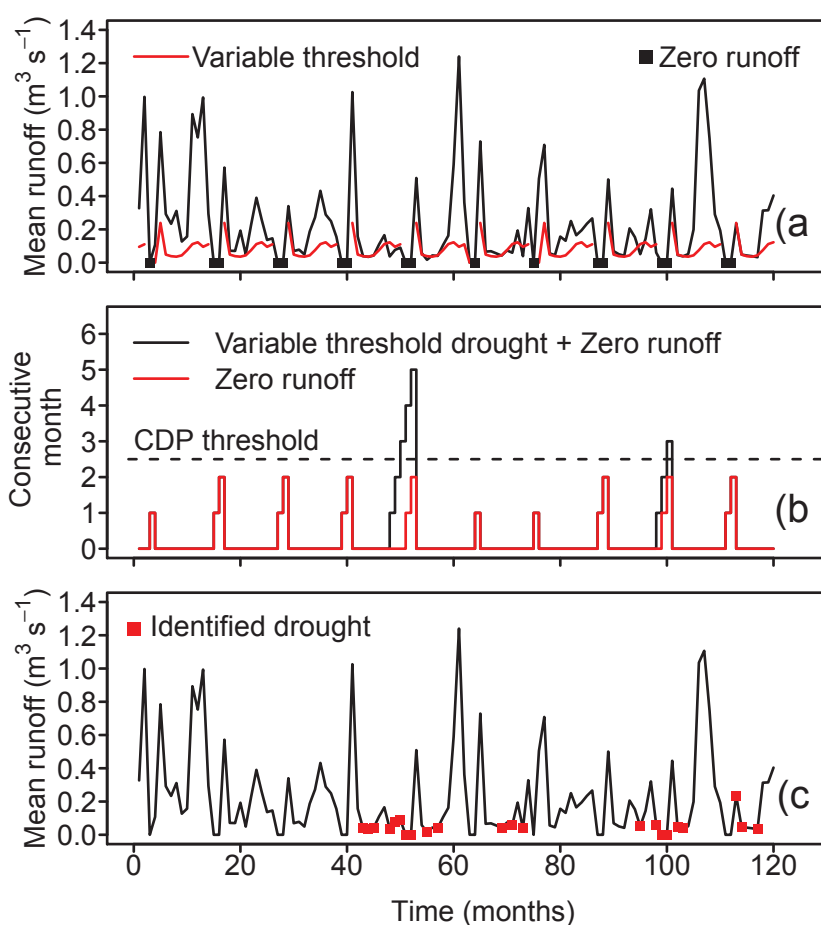 Mean runoff (m³ s⁻¹)
1.4
1.2
1.0
0.8
0.6
0.4
0.2
0.0
Variable threshold
Zero runoff
(a
Consecutive
month
6
5
4
3
2
1
0
Variable threshold drought + Zero runoff
Zero runoff
CDP threshold
(b
Mean runoff (m³ s⁻¹)
1.4
1.2
1.0
0.8
0.6
0.4
0.2
0.0
Identified drought
(c
0 20 40 60 80 100 120
Time (months)